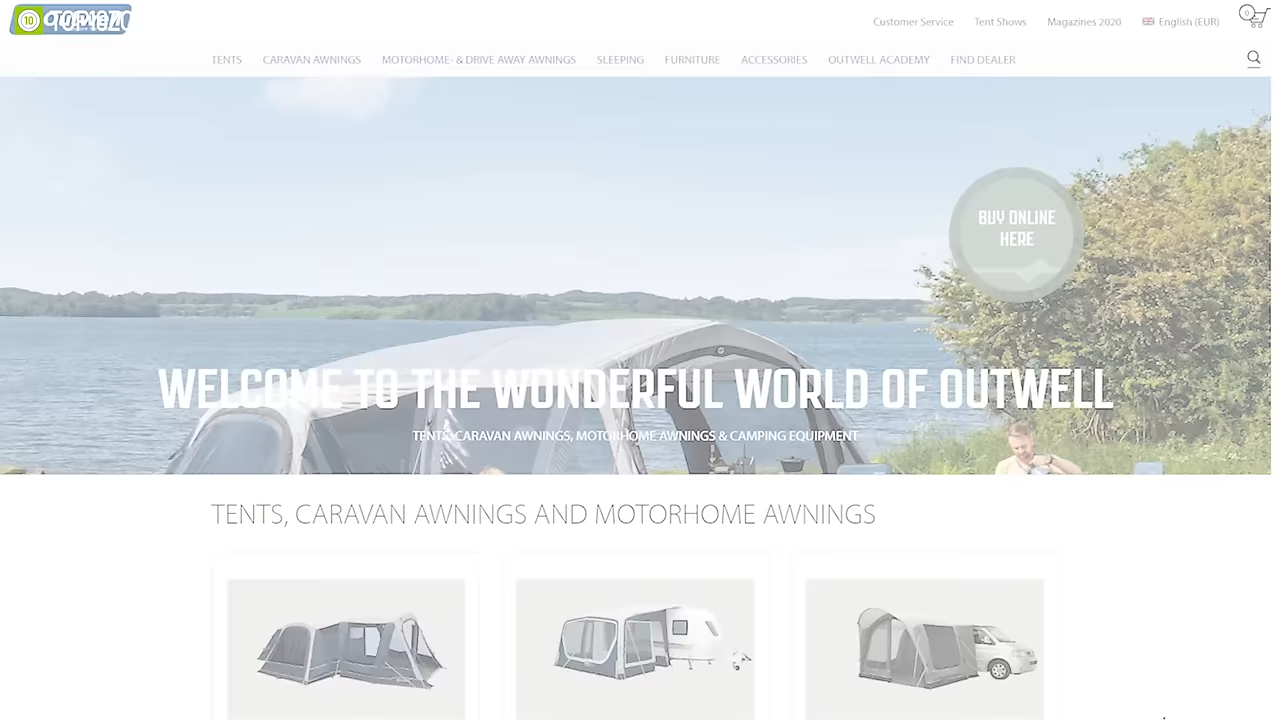 Customer Service Tent Shows Magazines 2020 English (EUR) 0
TENTS CARAVAN AWNINGS MOTORHOME- & DRIVE AWAY AWNINGS SLEEPING FURNITURE ACCESSORIES OUTWELL ACADEMY FIND DEALER
BUY ONLINE
HERE
WELCOME TO THE WONDERFUL WORLD OF OUTWELL
TENTS, CARAVAN AWNINGS, MOTORHOME AWNINGS & CAMPING EQUIPMENT
TENTS, CARAVAN AWNINGS AND MOTORHOME AWNINGS